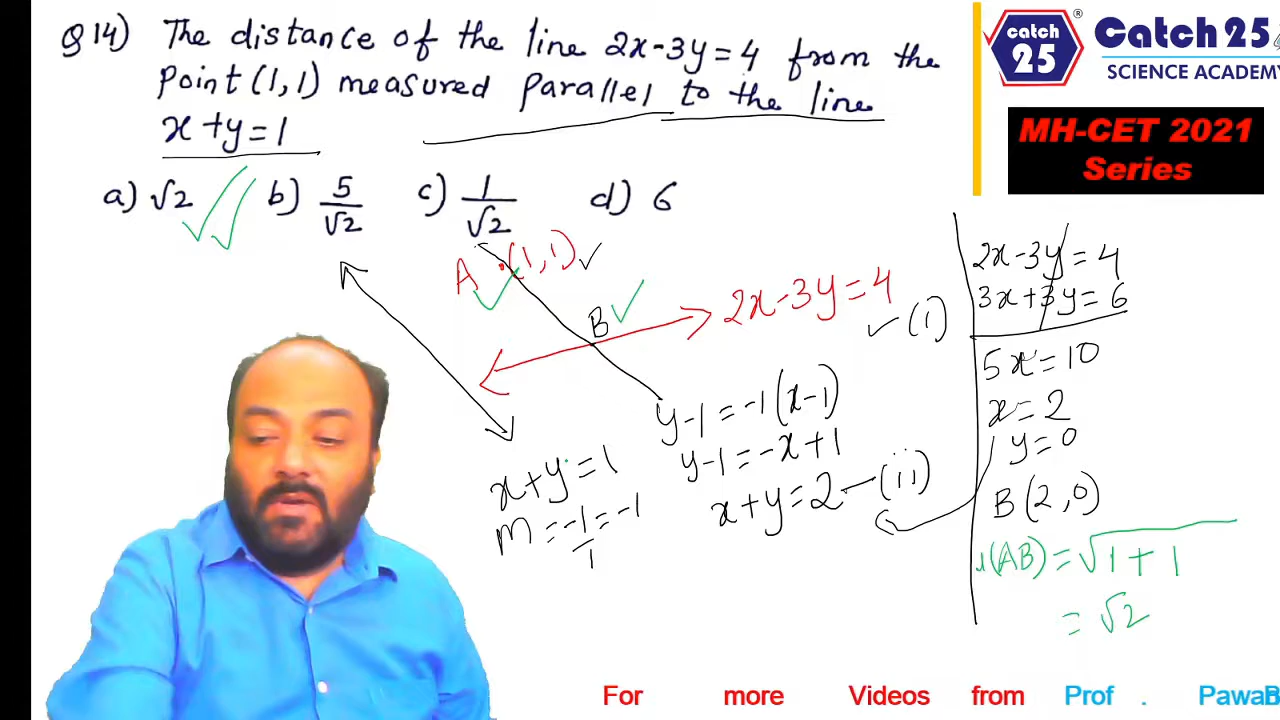 Q14) The distance of the line 2x-3y=4 from the
point (1,1) measured parallel to the line
x+y=1
a) √2 b) 5/√2 c) 1/√2 d) 6
catch
25
®
Catch 25
SCIENCE ACADEMY
MH-CET 2021
Series
A (1,1)
B
2x-3y=4
(i)
x+y=1
m=-1/1=-1
y-1=-1(x-1)
y-1=-x+1
x+y=2-(ii)
2x-3y=4
3x+3y=6
5x=10
x=2
y=0
B(2,0)
l(AB)=√1+1
=√2
For more Videos from Prof . PawaB